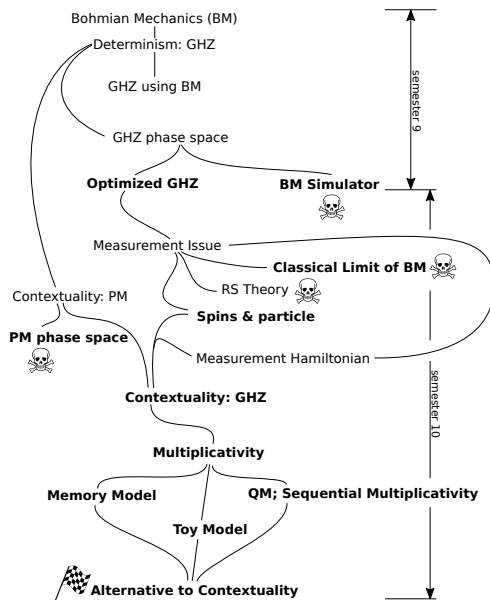 Bohmian Mechanics (BM)
Determinism: GHZ
GHZ using BM
semester 9
GHZ phase space
Optimized GHZ
BM Simulator
Measurement Issue
Classical Limit of BM
RS Theory
Contextuality: PM
Spins & particle
PM phase space
Measurement Hamiltonian
semester 10
Contextuality: GHZ
Multiplicativity
Memory Model
QM; Sequential Multiplicativity
Toy Model
Alternative to Contextuality